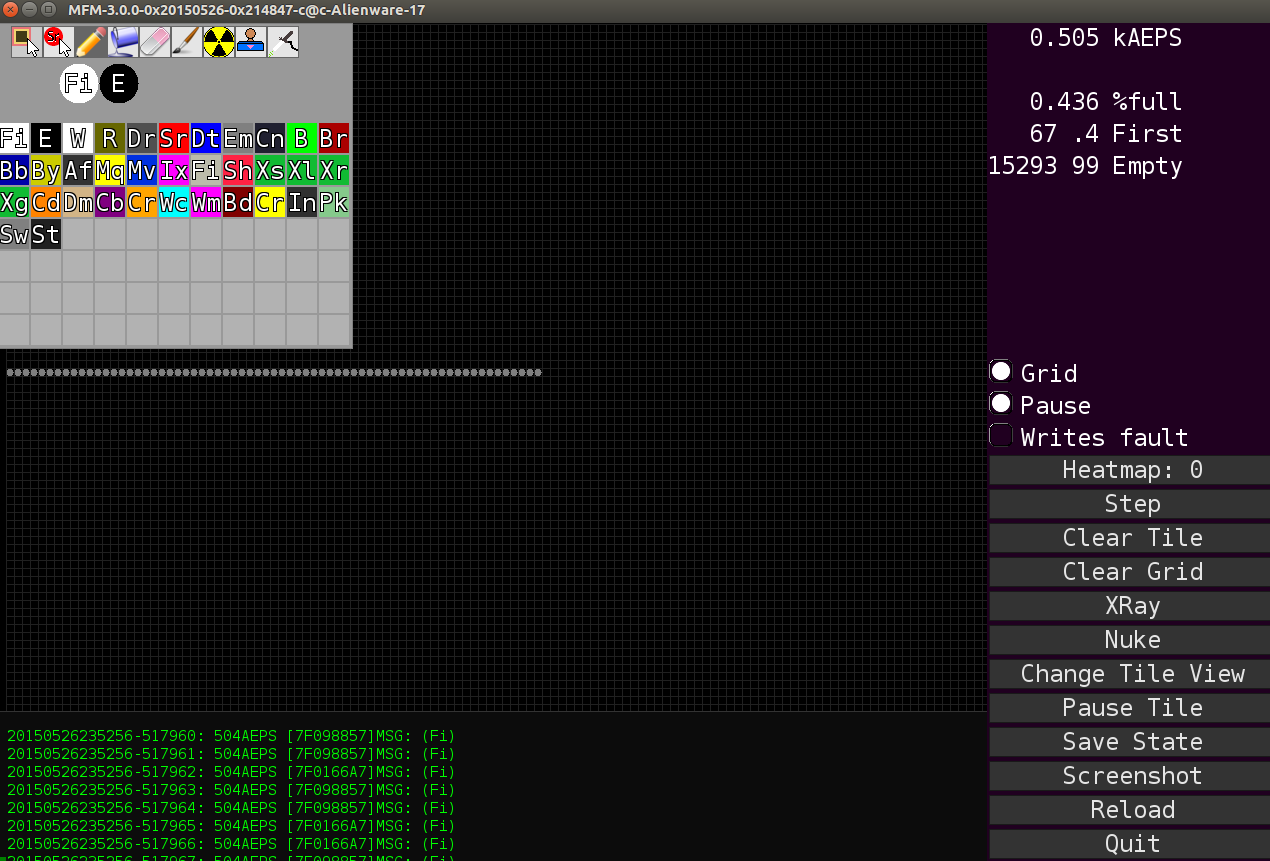 MFM-3.0.0-0x20150526-0x214847-c@c-Alienware-17
Sr
Fi E
Fi E W R Dr Sr Dt Em Cn B Br
Bb By Af Mq Mv Ix Fi Sh Xs Xl Xr
Xg Cd Dm Cb Cr Wc Wm Bd Cr In Pk
Sw St
0.505 kAEPS
0.436 %full
67 .4 First
15293 99 Empty
Grid
Pause
Writes fault
Heatmap: 0
Step
Clear Tile
Clear Grid
XRay
Nuke
Change Tile View
Pause Tile
Save State
Screenshot
Reload
Quit
20150526235256-517960: 504AEPS [7F098857]MSG: (Fi)
20150526235256-517961: 504AEPS [7F098857]MSG: (Fi)
20150526235256-517962: 504AEPS [7F0166A7]MSG: (Fi)
20150526235256-517963: 504AEPS [7F098857]MSG: (Fi)
20150526235256-517964: 504AEPS [7F098857]MSG: (Fi)
20150526235256-517965: 504AEPS [7F0166A7]MSG: (Fi)
20150526235256-517966: 504AEPS [7F0166A7]MSG: (Fi)